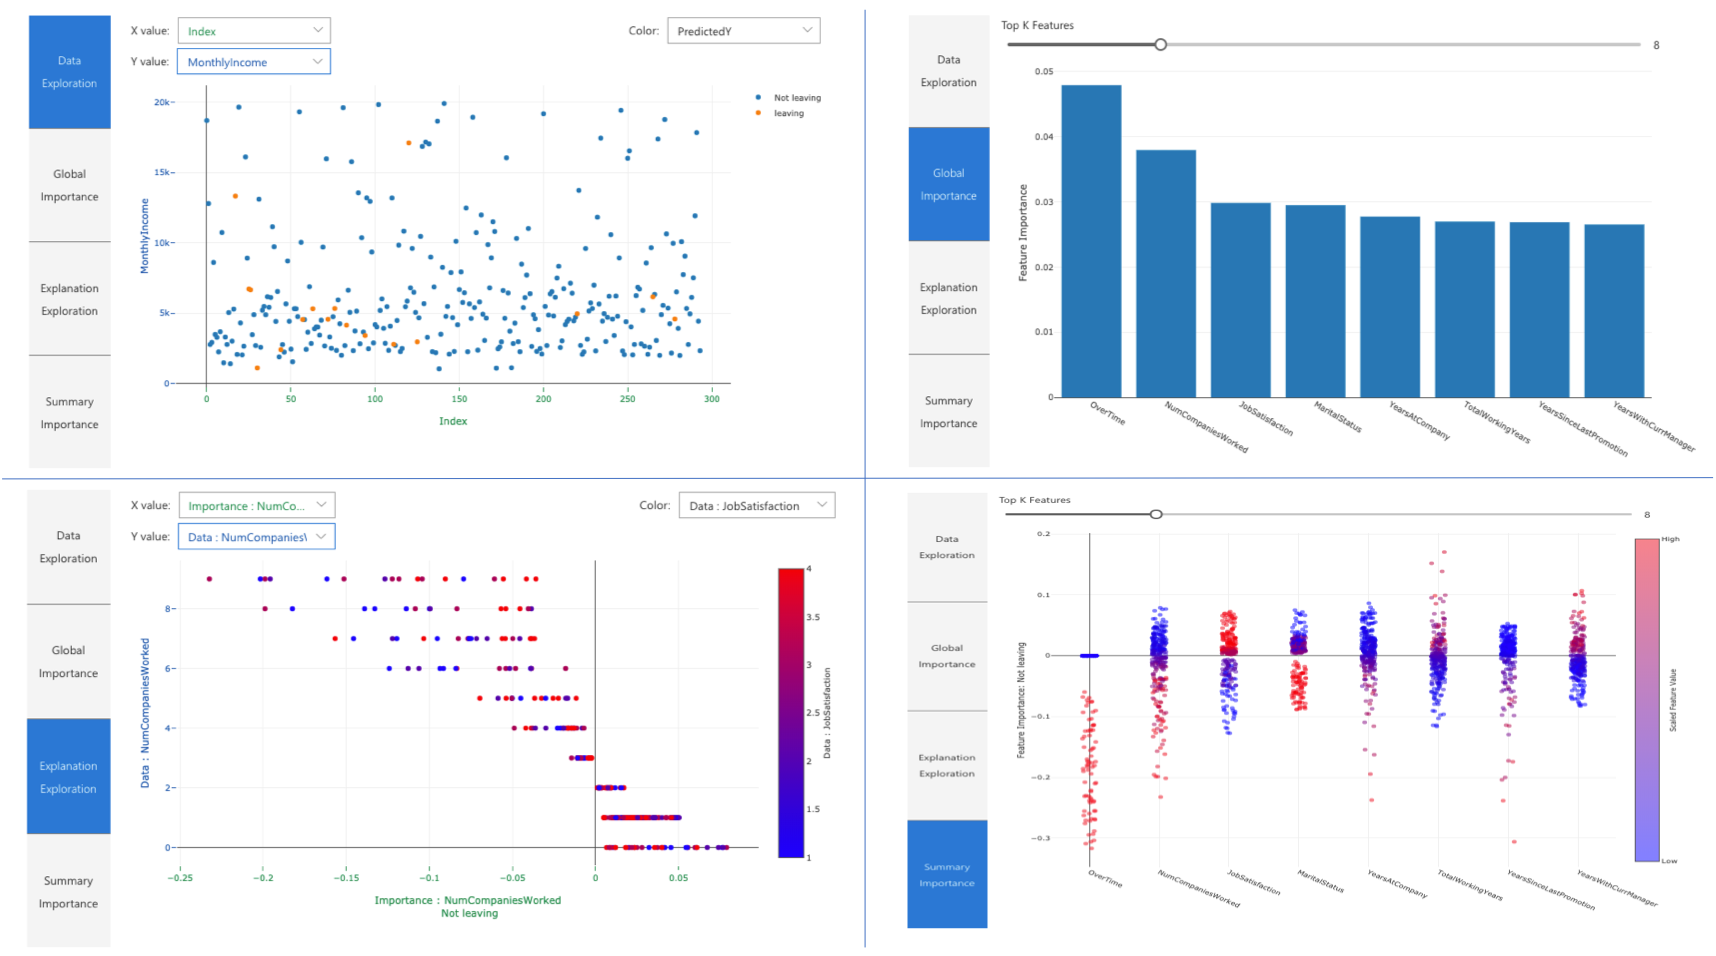 Data
Exploration
Global
Importance
Explanation
Exploration
Summary
Importance
X value:
Index
Y value:
MonthlyIncome
Color:
PredictedY
Not leaving
leaving
20k
15k
10k
5k
0
MonthlyIncome
0 50 100 150 200 250 300
Index
Data
Exploration
Global
Importance
Explanation
Exploration
Summary
Importance
Top K Features
8
0.05
0.04
0.03
0.02
0.01
0
Feature Importance
OverTime
NumCompaniesWorked
JobSatisfaction
MaritalStatus
YearsAtCompany
TotalWorkingYears
YearsSinceLastPromotion
YearsWithCurrManager
Data
Exploration
Global
Importance
Explanation
Exploration
Summary
Importance
X value:
Importance : NumCo...
Y value:
Data : NumCompanies\
Color:
Data : JobSatisfaction
8
6
4
2
0
Data : NumCompaniesWorked
−0.25 −0.2 −0.15 −0.1 −0.05 0 0.05
Importance : NumCompaniesWorked
Not leaving
4
3.5
3
2.5
2
1.5
1
Data : JobSatisfaction
Data
Exploration
Global
Importance
Explanation
Exploration
Summary
Importance
Top K Features
8
0.2
0.1
0
−0.1
−0.2
−0.3
Feature Importance: Not leaving
OverTime
NumCompaniesWorked
JobSatisfaction
MaritalStatus
YearsAtCompany
TotalWorkingYears
YearsSinceLastPromotion
YearsWithCurrManager
High
Low
Scaled Feature Value